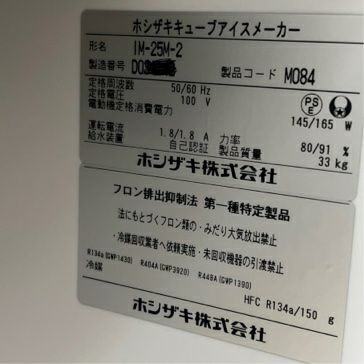 ホシザキキューブアイスメーカー
形名 IM-25M-2
製造番号 D03 製品コード M084
定格周波数 50/60 Hz
定格電圧 100 V
電動機定格消費電力 145/165 W
PS E
運転電流 1.8/1.8 A 力率 80/91 %
給水装置 自己認証 製品質量 33 kg
ホシザキ株式会社
フロン排出抑制法 第一種特定製品
法にもとづくフロン類の・みだり大気放出禁止
・冷媒回収業者へ依頼実施・未回収機器の引渡禁止
R134a(GWP1430) R404A(GWP3920) R448A(GWP1390)
冷媒 HFC R134a/150 g
ホシザキ株式会社